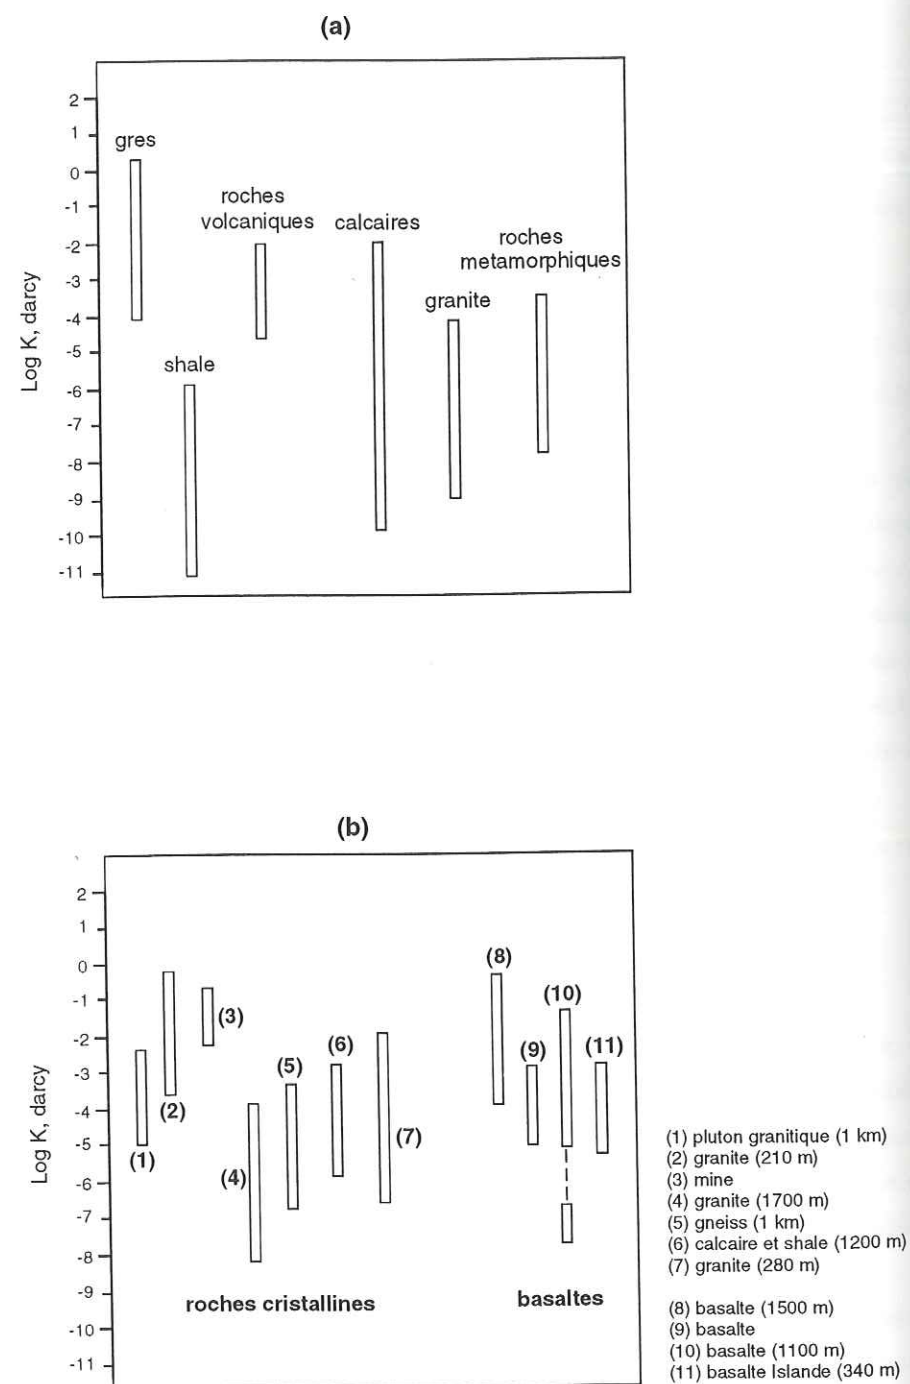 (a)
2
1
gres
0
roches
-1
volcaniques
calcaires
roches
-2
metamorphiques
-3
granite
-4
-5
shale
-6
-7
-8
-9
-10
-11
Log K, darcy
(b)
2
1
0
(8)
-1
(10)
(3)
-2
(6)
(9)
(11)
-3
(5)
-4
(2)
(7)
-5
(1)
(4)
-6
-7
-8
-9
roches cristallines
basaltes
-10
-11
Log K, darcy
(1) pluton granitique (1 km)
(2) granite (210 m)
(3) mine
(4) granite (1700 m)
(5) gneiss (1 km)
(6) calcaire et shale (1200 m)
(7) granite (280 m)
(8) basalte (1500 m)
(9) basalte
(10) basalte (1100 m)
(11) basalte Islande (340 m)